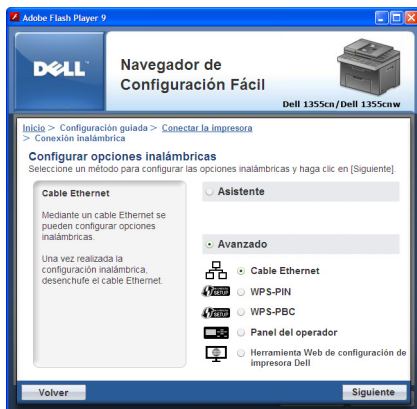 Adobe Flash Player 9
DELL
Navegador de
Configuración Fácil
Dell 1355cn/Dell 1355cnw
Inicio > Configuración guiada > Conectar la impresora
> Conexión inalámbrica
Configurar opciones inalámbricas
Seleccione un método para configurar las opciones inalámbricas y haga clic en [Siguiente].
Cable Ethernet
Mediante un cable Ethernet se
pueden configurar opciones
inalámbricas.
Una vez realizada la
configuración inalámbrica,
desenchufe el cable Ethernet.
Asistente
Avanzado
Cable Ethernet
WPS-PIN
WPS-PBC
Panel del operador
Herramienta Web de configuración de
impresora Dell
Volver
Siguiente